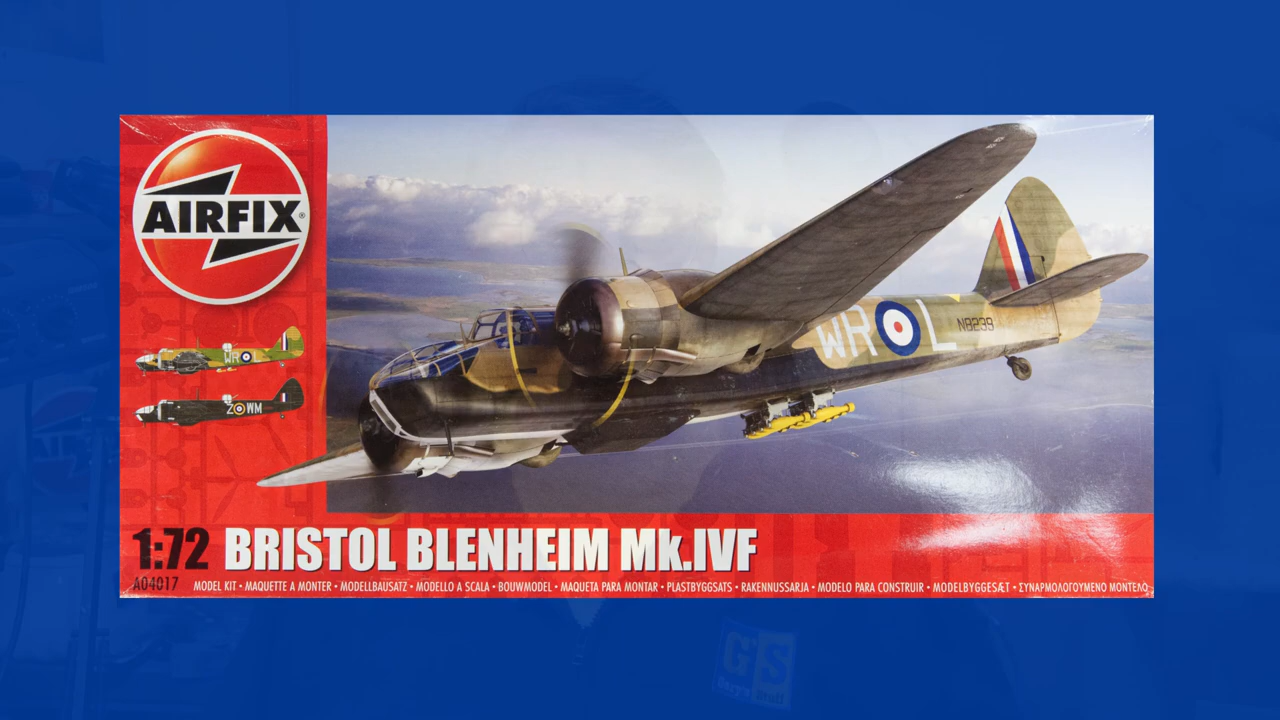 AIRFIX®
WR L
Z WM
WR L
N8239
1:72 BRISTOL BLENHEIM Mk.IVF
A04017
MODEL KIT • MAQUETTE A MONTER • MODELLBAUSATZ • MODELLO A SCALA • BOUWMODEL • MAQUETA PARA MONTAR • PLASTBYGGSATS • RAKENNUSSARJA • MODELO PARA CONSTRUIR • MODELBYGGESÆT • ΣΥΝΑΡΜΟΛΟΓΟΥΜΕΝΟ ΜΟΝΤΕΛΟ
G'S